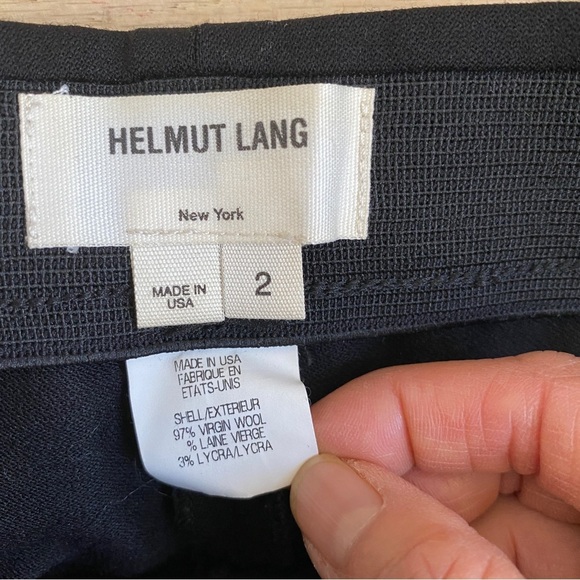 HELMUT LANG
New York
MADE IN
USA
2
MADE IN USA
FABRIQUE EN
ETATS-UNIS
SHELL/EXTERIEUR
97% VIRGIN WOOL
% LAINE VIERGE
3% LYCRA/LYCRA